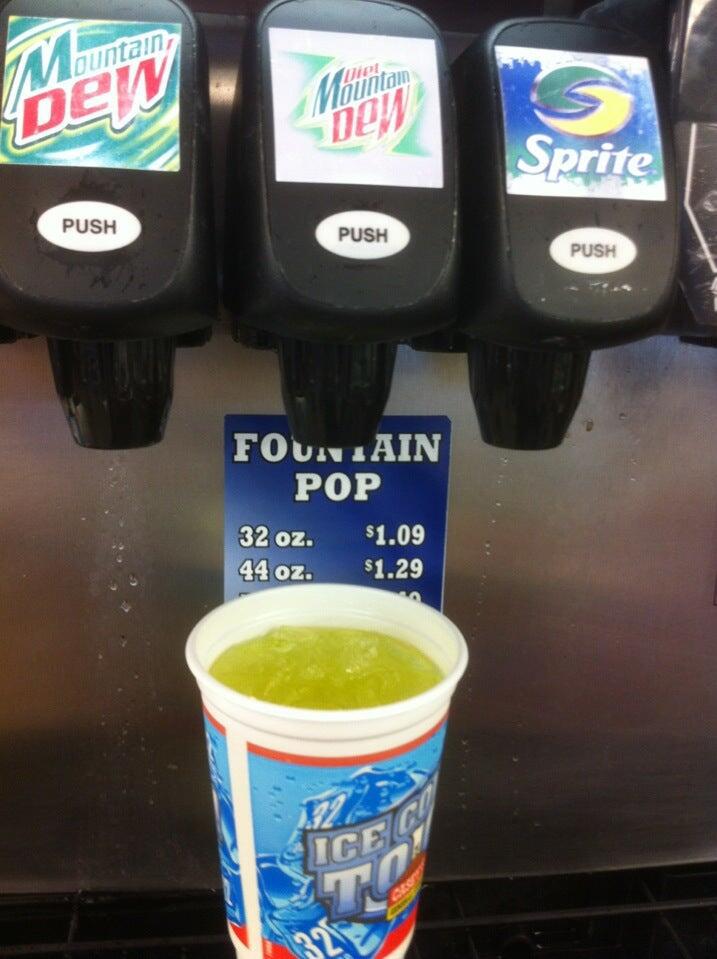 Mountain
Dew
Diet
Mountain
Dew
Sprite
PUSH
PUSH
PUSH
FOUNTAIN
POP
32 oz. $1.09
44 oz. $1.29
32
ICE CO
TO
32